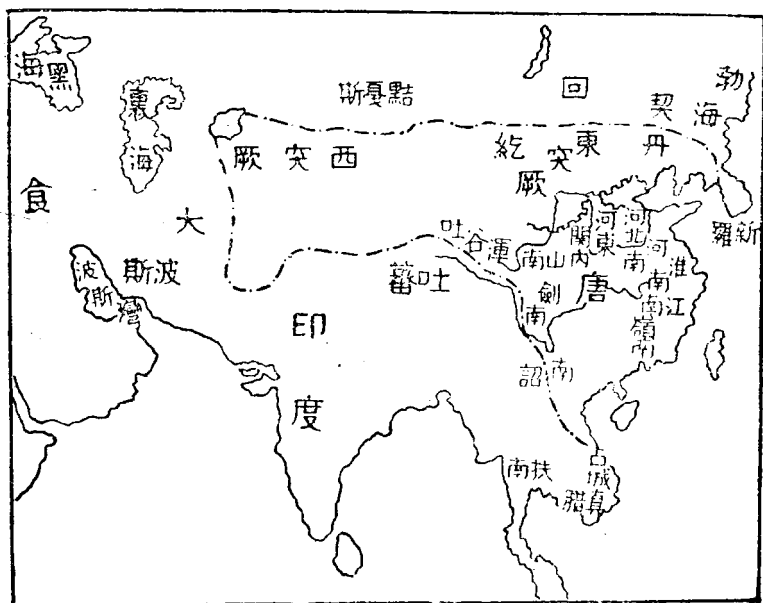 黑海
裏海
黠戛斯
回紇
契丹
渤海
西突厥
東突厥
大食
新羅
吐谷渾
關內
河東
河北
河南
山南
淮南
江南
劍南
唐
嶺南
波斯
波斯灣
吐蕃
印度
南詔
扶南
占城
真臘